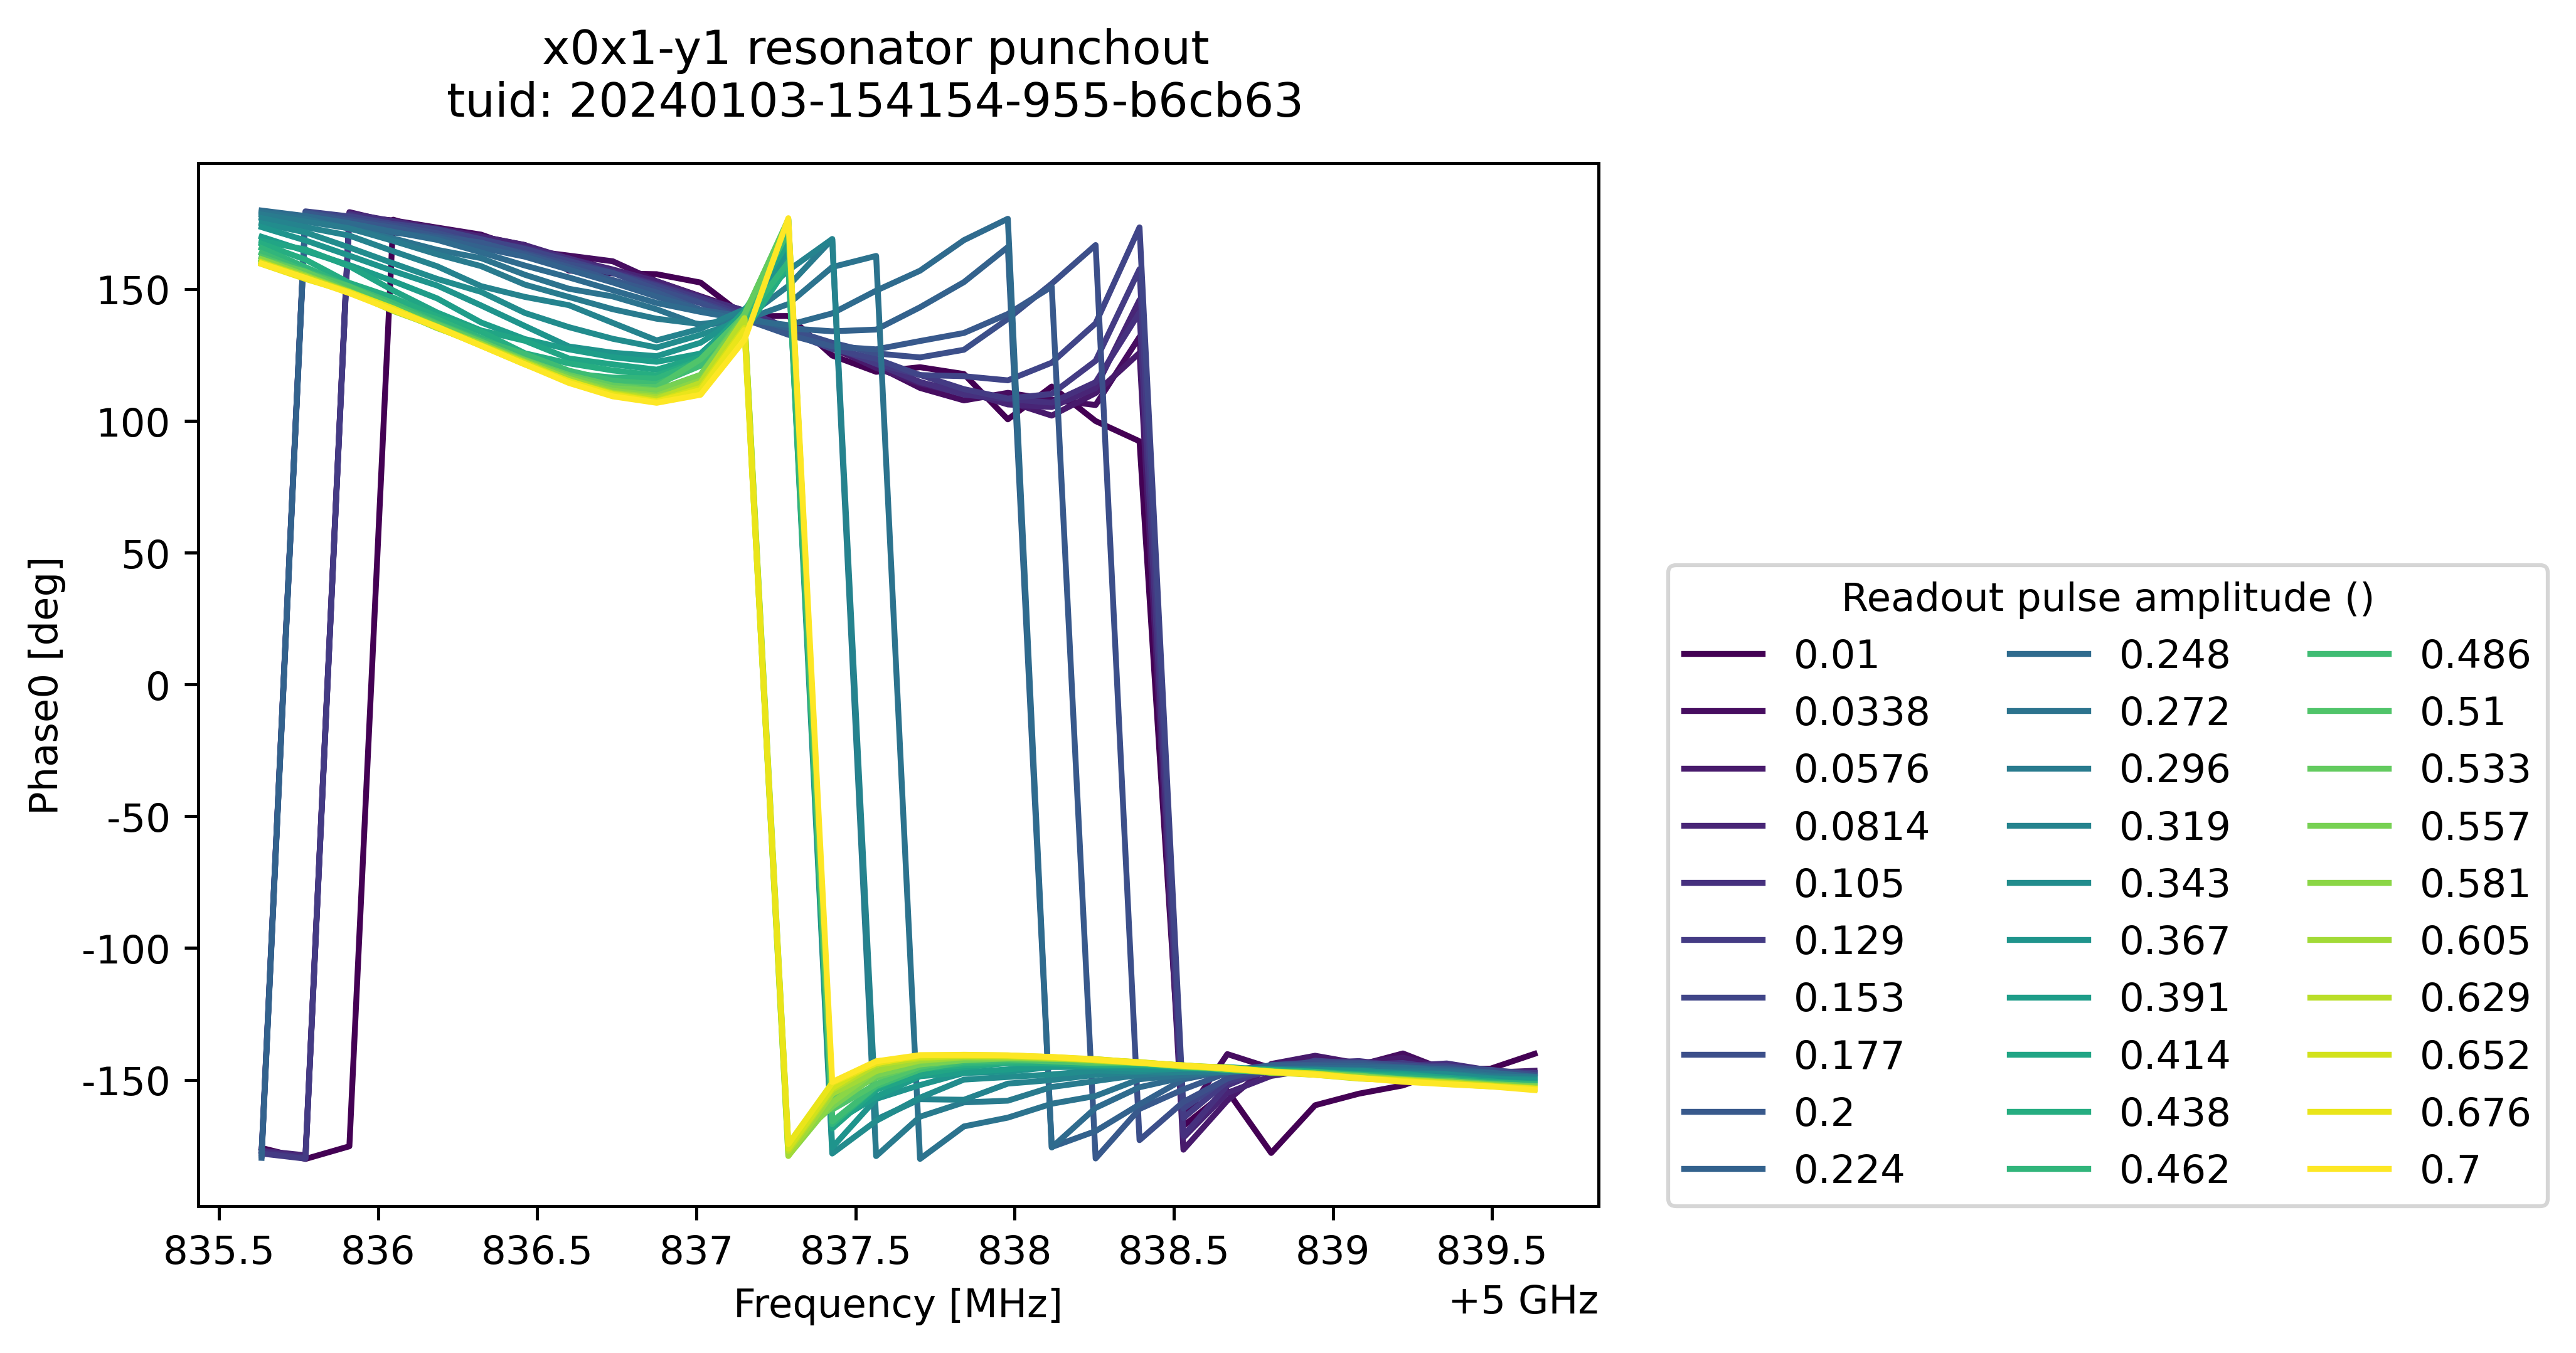 x0x1-y1 resonator punchout
tuid: 20240103-154154-955-b6cb63
Phase0 [deg]
150
100
50
0
-50
-100
-150
835.5 836 836.5 837 837.5 838 838.5 839 839.5
Frequency [MHz]
+5 GHz
Readout pulse amplitude ()
0.01 0.248 0.486
0.0338 0.272 0.51
0.0576 0.296 0.533
0.0814 0.319 0.557
0.105 0.343 0.581
0.129 0.367 0.605
0.153 0.391 0.629
0.177 0.414 0.652
0.2 0.438 0.676
0.224 0.462 0.7